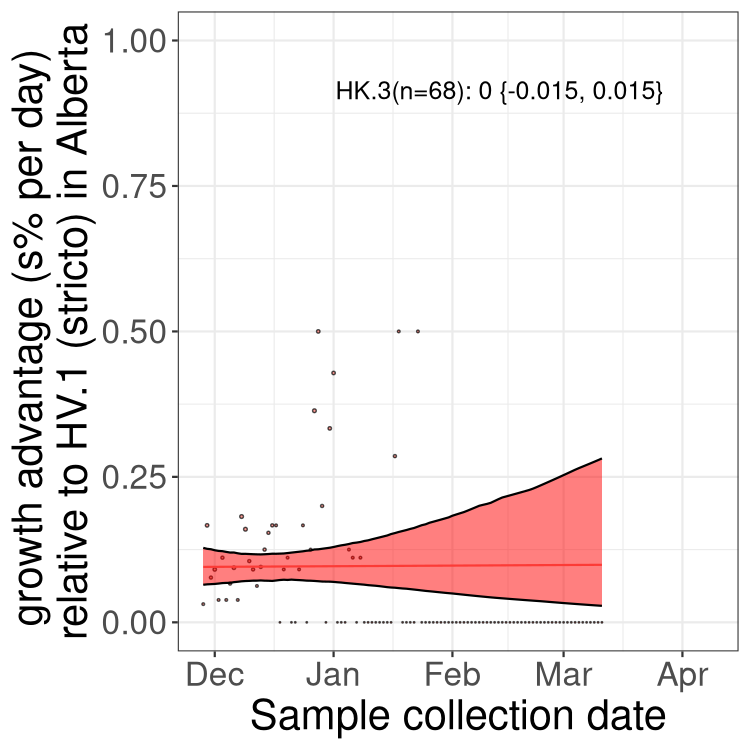 growth advantage (s% per day)
relative to HV.1 (stricto) in Alberta
1.00
0.75
0.50
0.25
0.00
HK.3(n=68): 0 {-0.015, 0.015}
Dec Jan Feb Mar Apr
Sample collection date